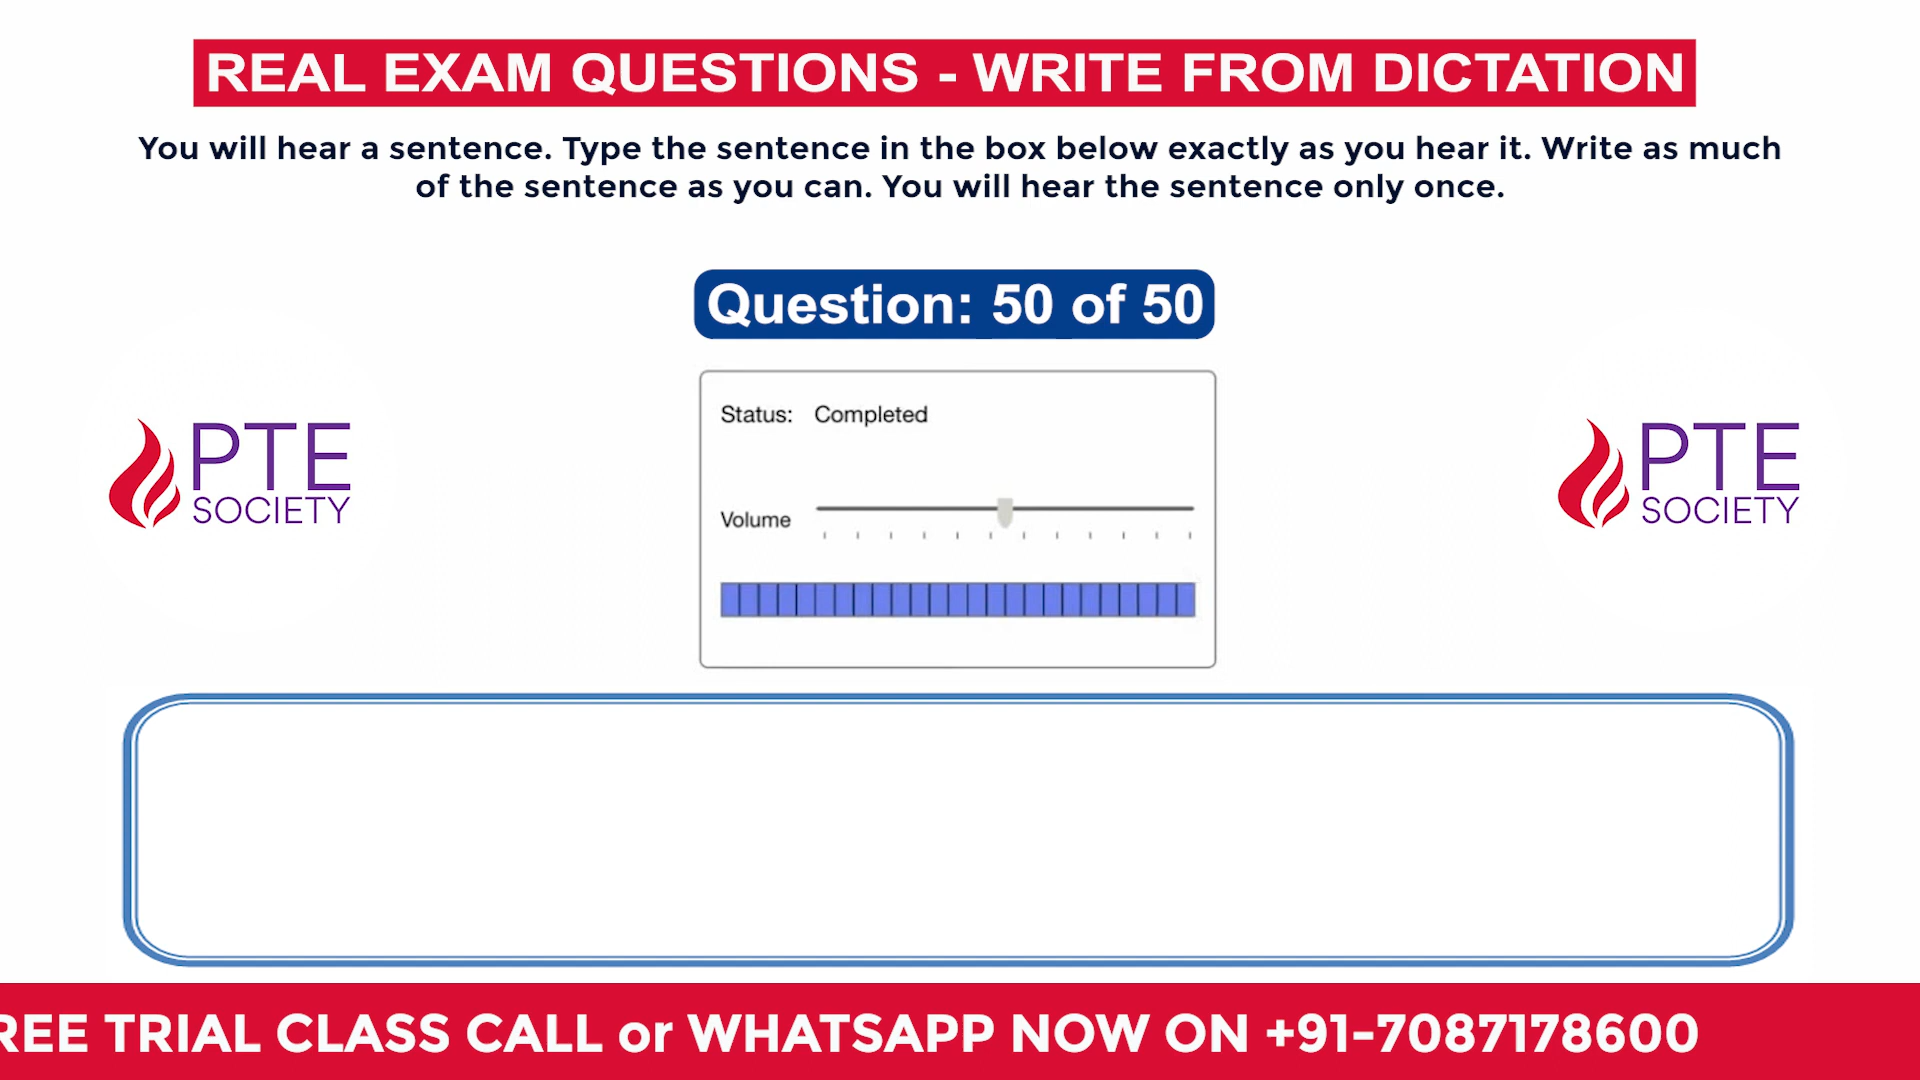 REAL EXAM QUESTIONS - WRITE FROM DICTATION
You will hear a sentence. Type the sentence in the box below exactly as you hear it. Write as much
of the sentence as you can. You will hear the sentence only once.
Question: 50 of 50
Status: Completed
PTE
SOCIETY
PTE
SOCIETY
Volume
REE TRIAL CLASS CALL or WHATSAPP NOW ON +91-7087178600